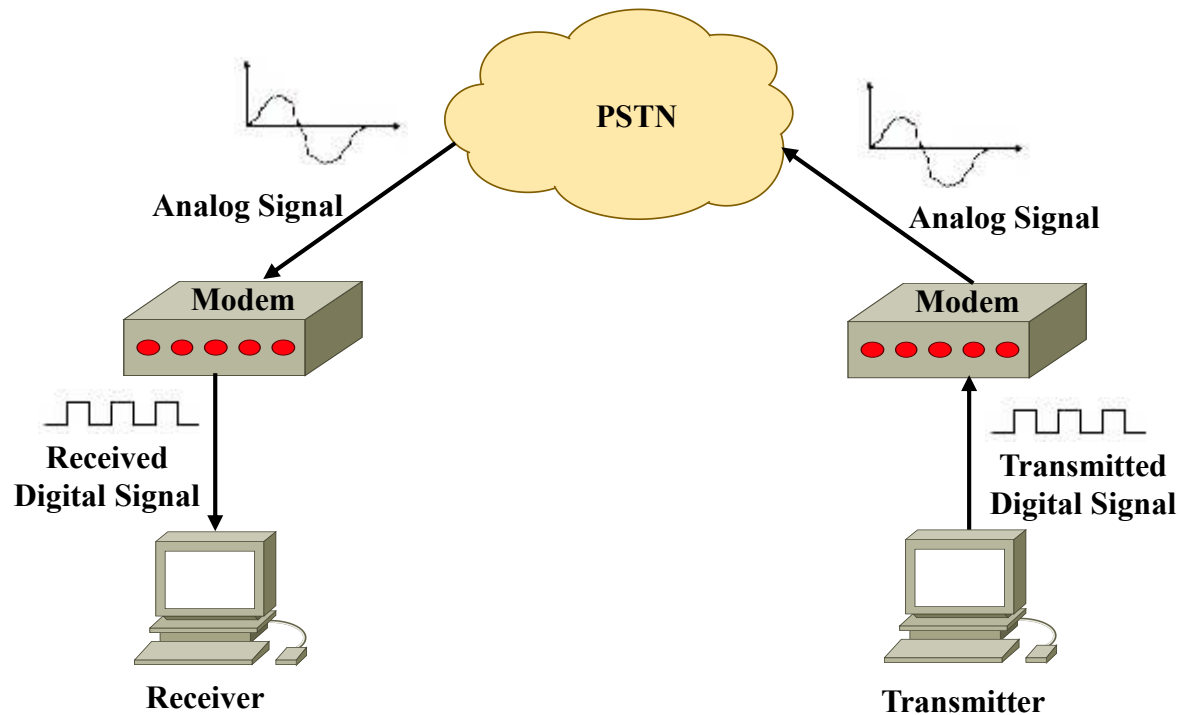 PSTN
Analog Signal
Analog Signal
Modem
Modem
Received
Digital Signal
Transmitted
Digital Signal
Receiver
Transmitter